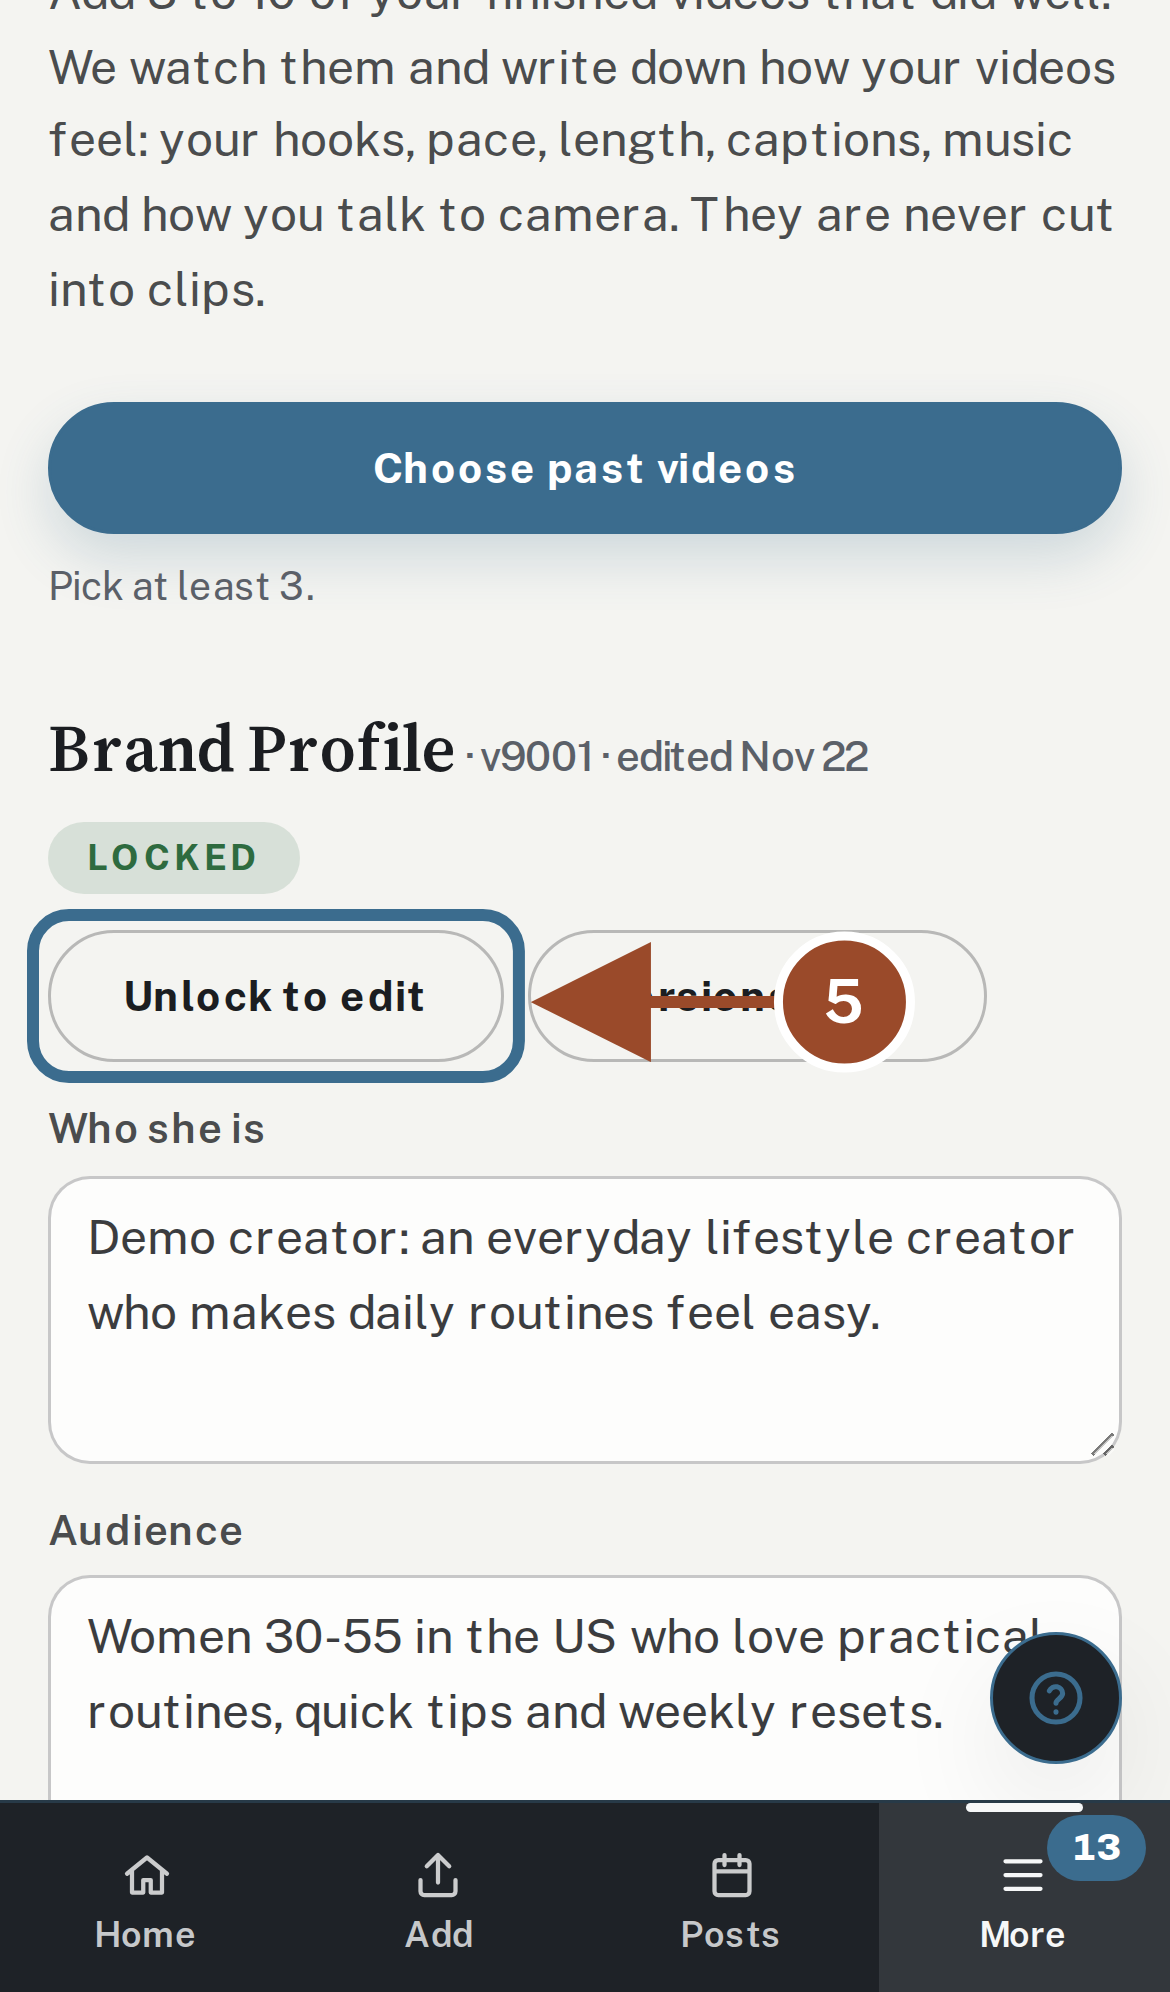 We watch them and write down how your videos
feel: your hooks, pace, length, captions, music
and how you talk to camera. They are never cut
into clips.
Choose past videos
Pick at least 3.
Brand Profile · v9001 · edited Nov 22
LOCKED
Unlock to edit
5
Who she is
Demo creator: an everyday lifestyle creator
who makes daily routines feel easy.
Audience
Women 30-55 in the US who love practical
routines, quick tips and weekly resets.
13
Home
Add
Posts
More